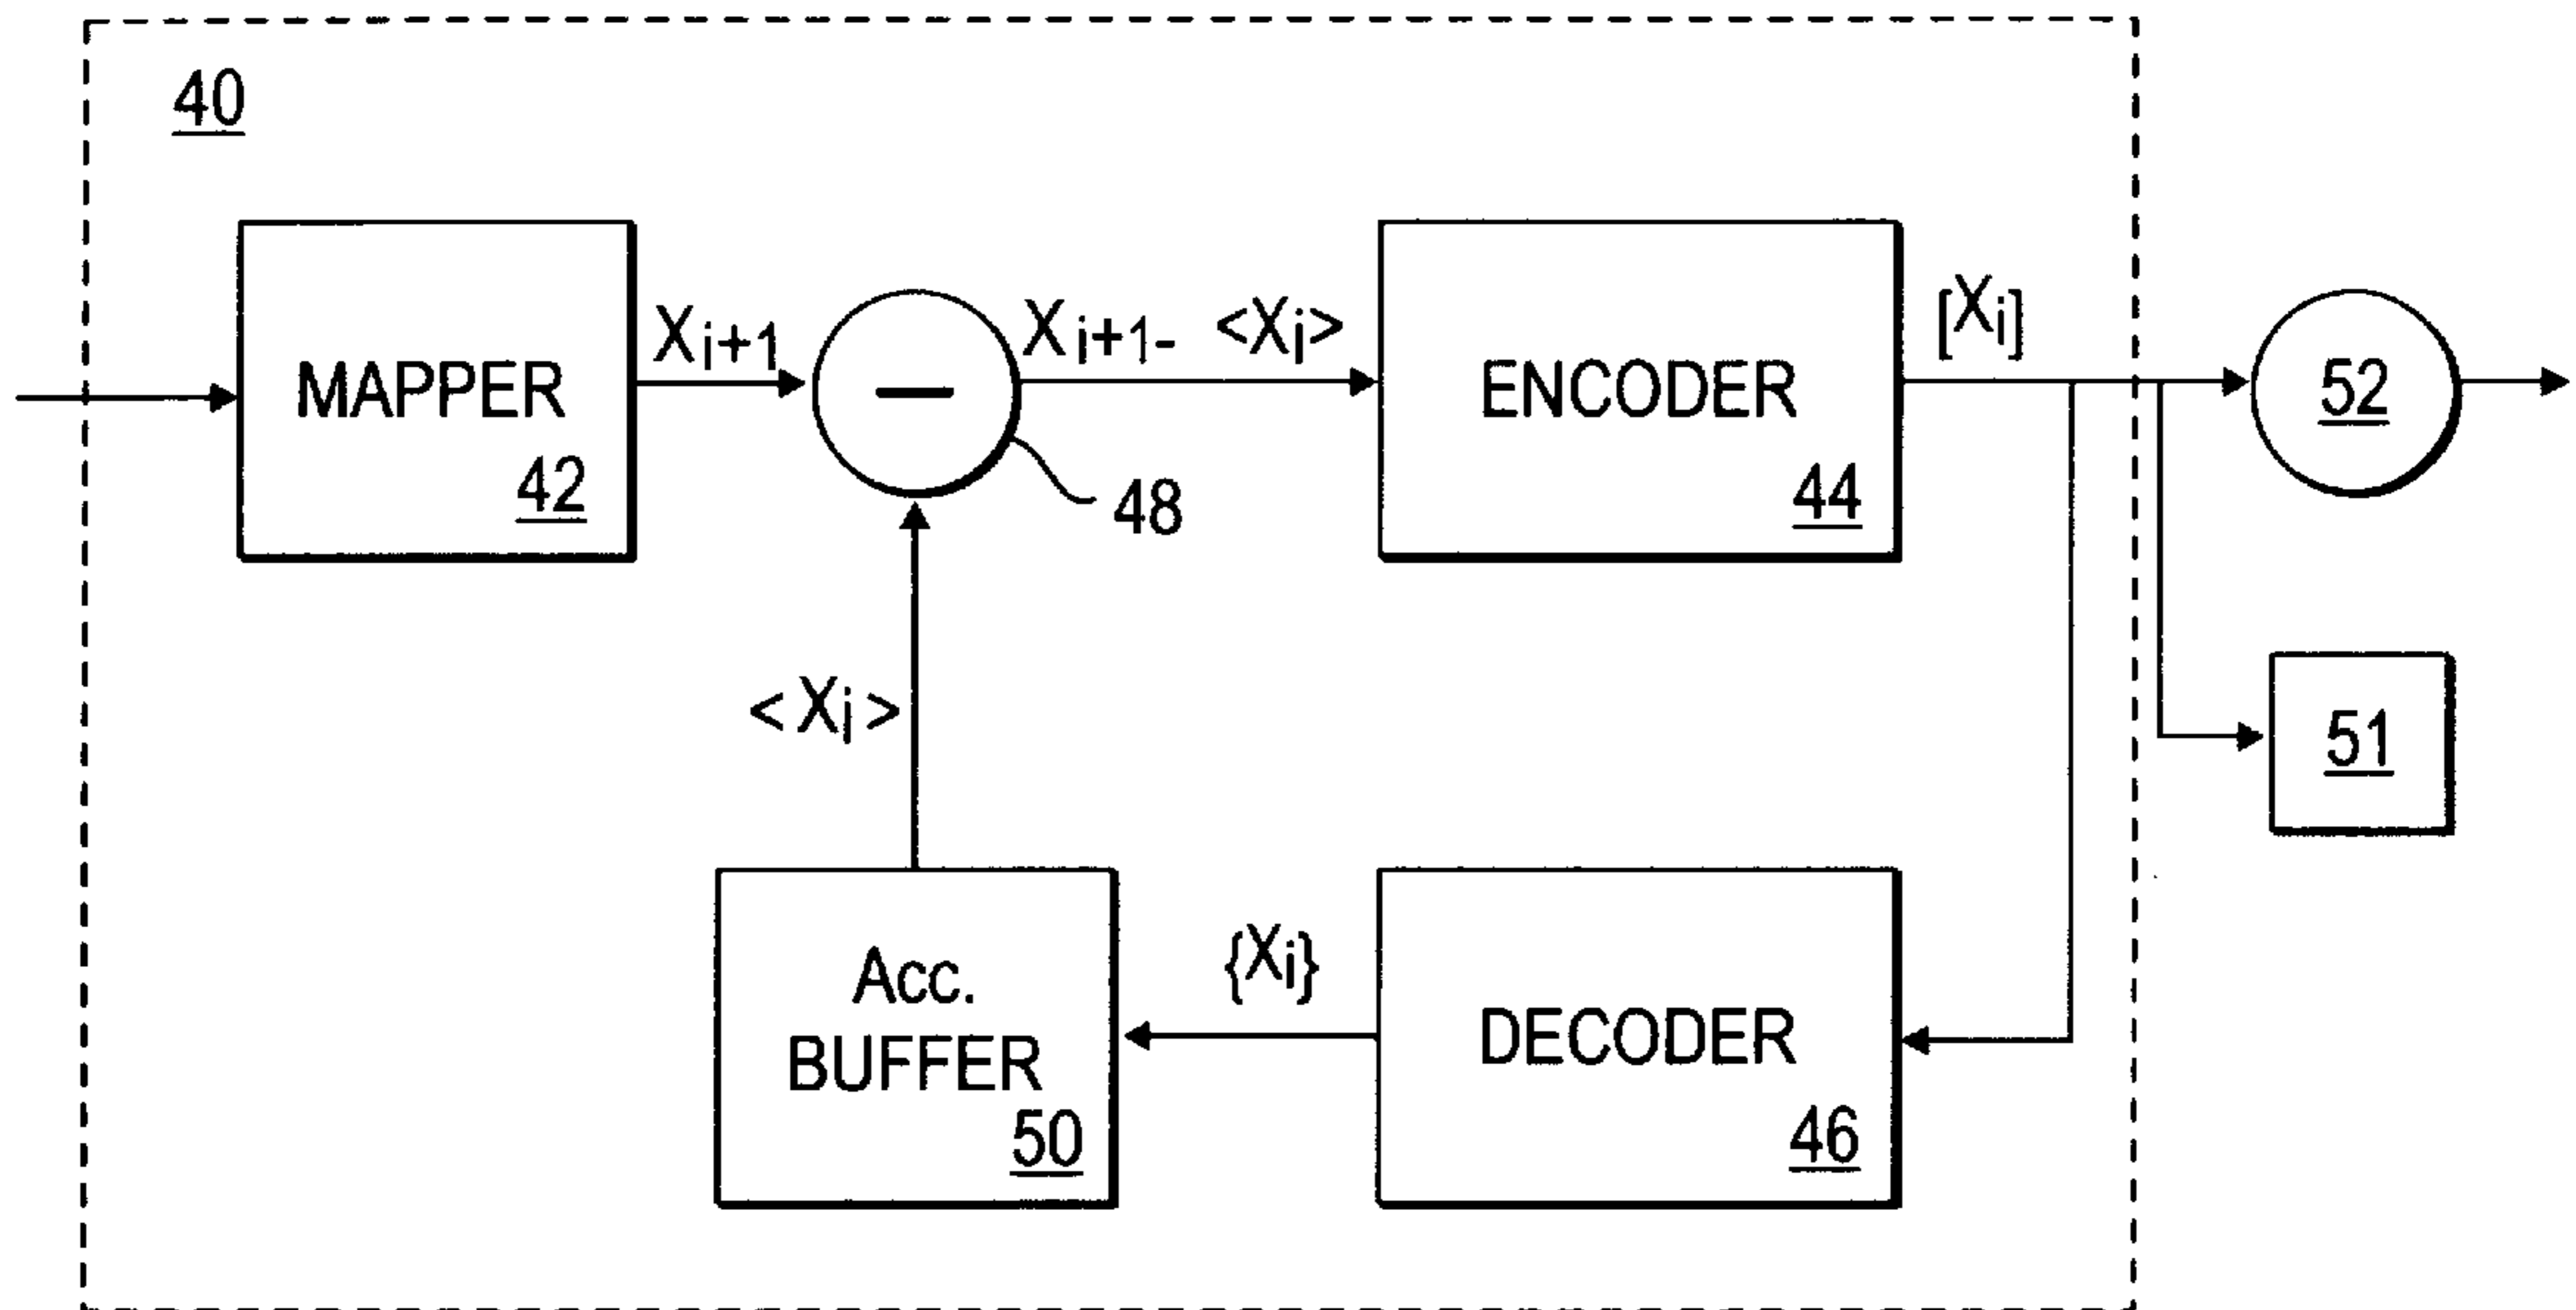 40
MAPPER
42
Xi+1
−
48
Xi+1- <Xi>
ENCODER
44
[Xi]
52
51
<Xi>
Acc.
BUFFER
50
{Xi}
DECODER
46